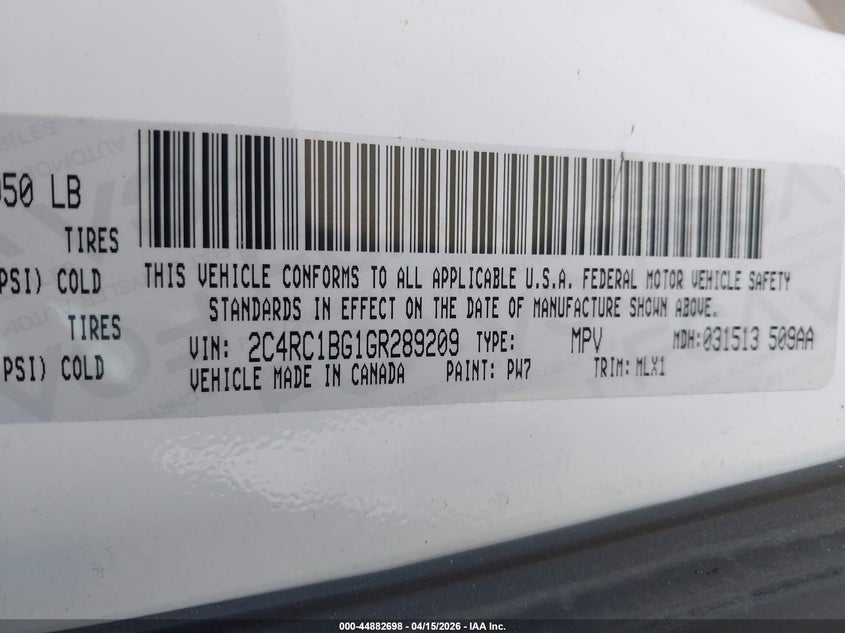 050 LB
TIRES
PSI) COLD
TIRES
PSI) COLD
THIS VEHICLE CONFORMS TO ALL APPLICABLE U.S.A. FEDERAL MOTOR VEHICLE SAFETY
STANDARDS IN EFFECT ON THE DATE OF MANUFACTURE SHOWN ABOVE.
VIN: 2C4RC1BG1GR289209 TYPE: MPV MDH:031513 509AA
VEHICLE MADE IN CANADA PAINT: PW7 TRIM: MLX1
000-44882698 - 04/15/2026 - IAA Inc.